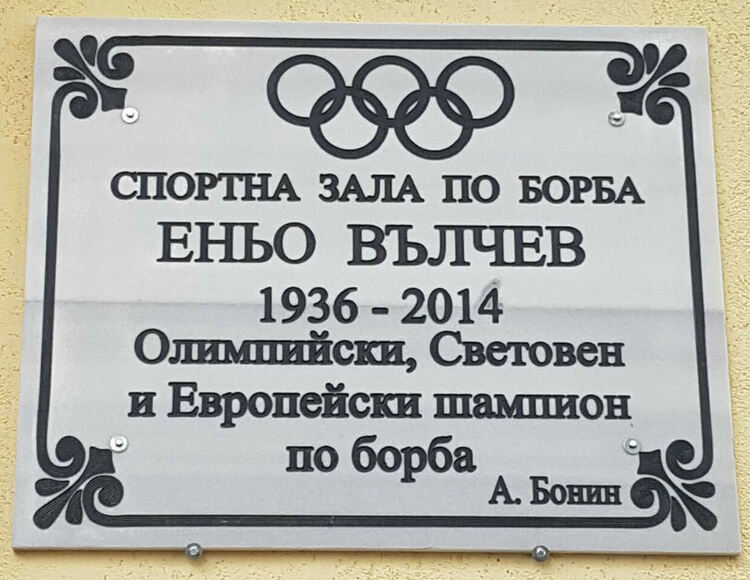 СПОРТНА ЗАЛА ПО БОРБА
ЕНЬО ВЪЛЧЕВ
1936 - 2014
Олимпийски, Световен
и Европейски шампион
по борба
А. Бонин